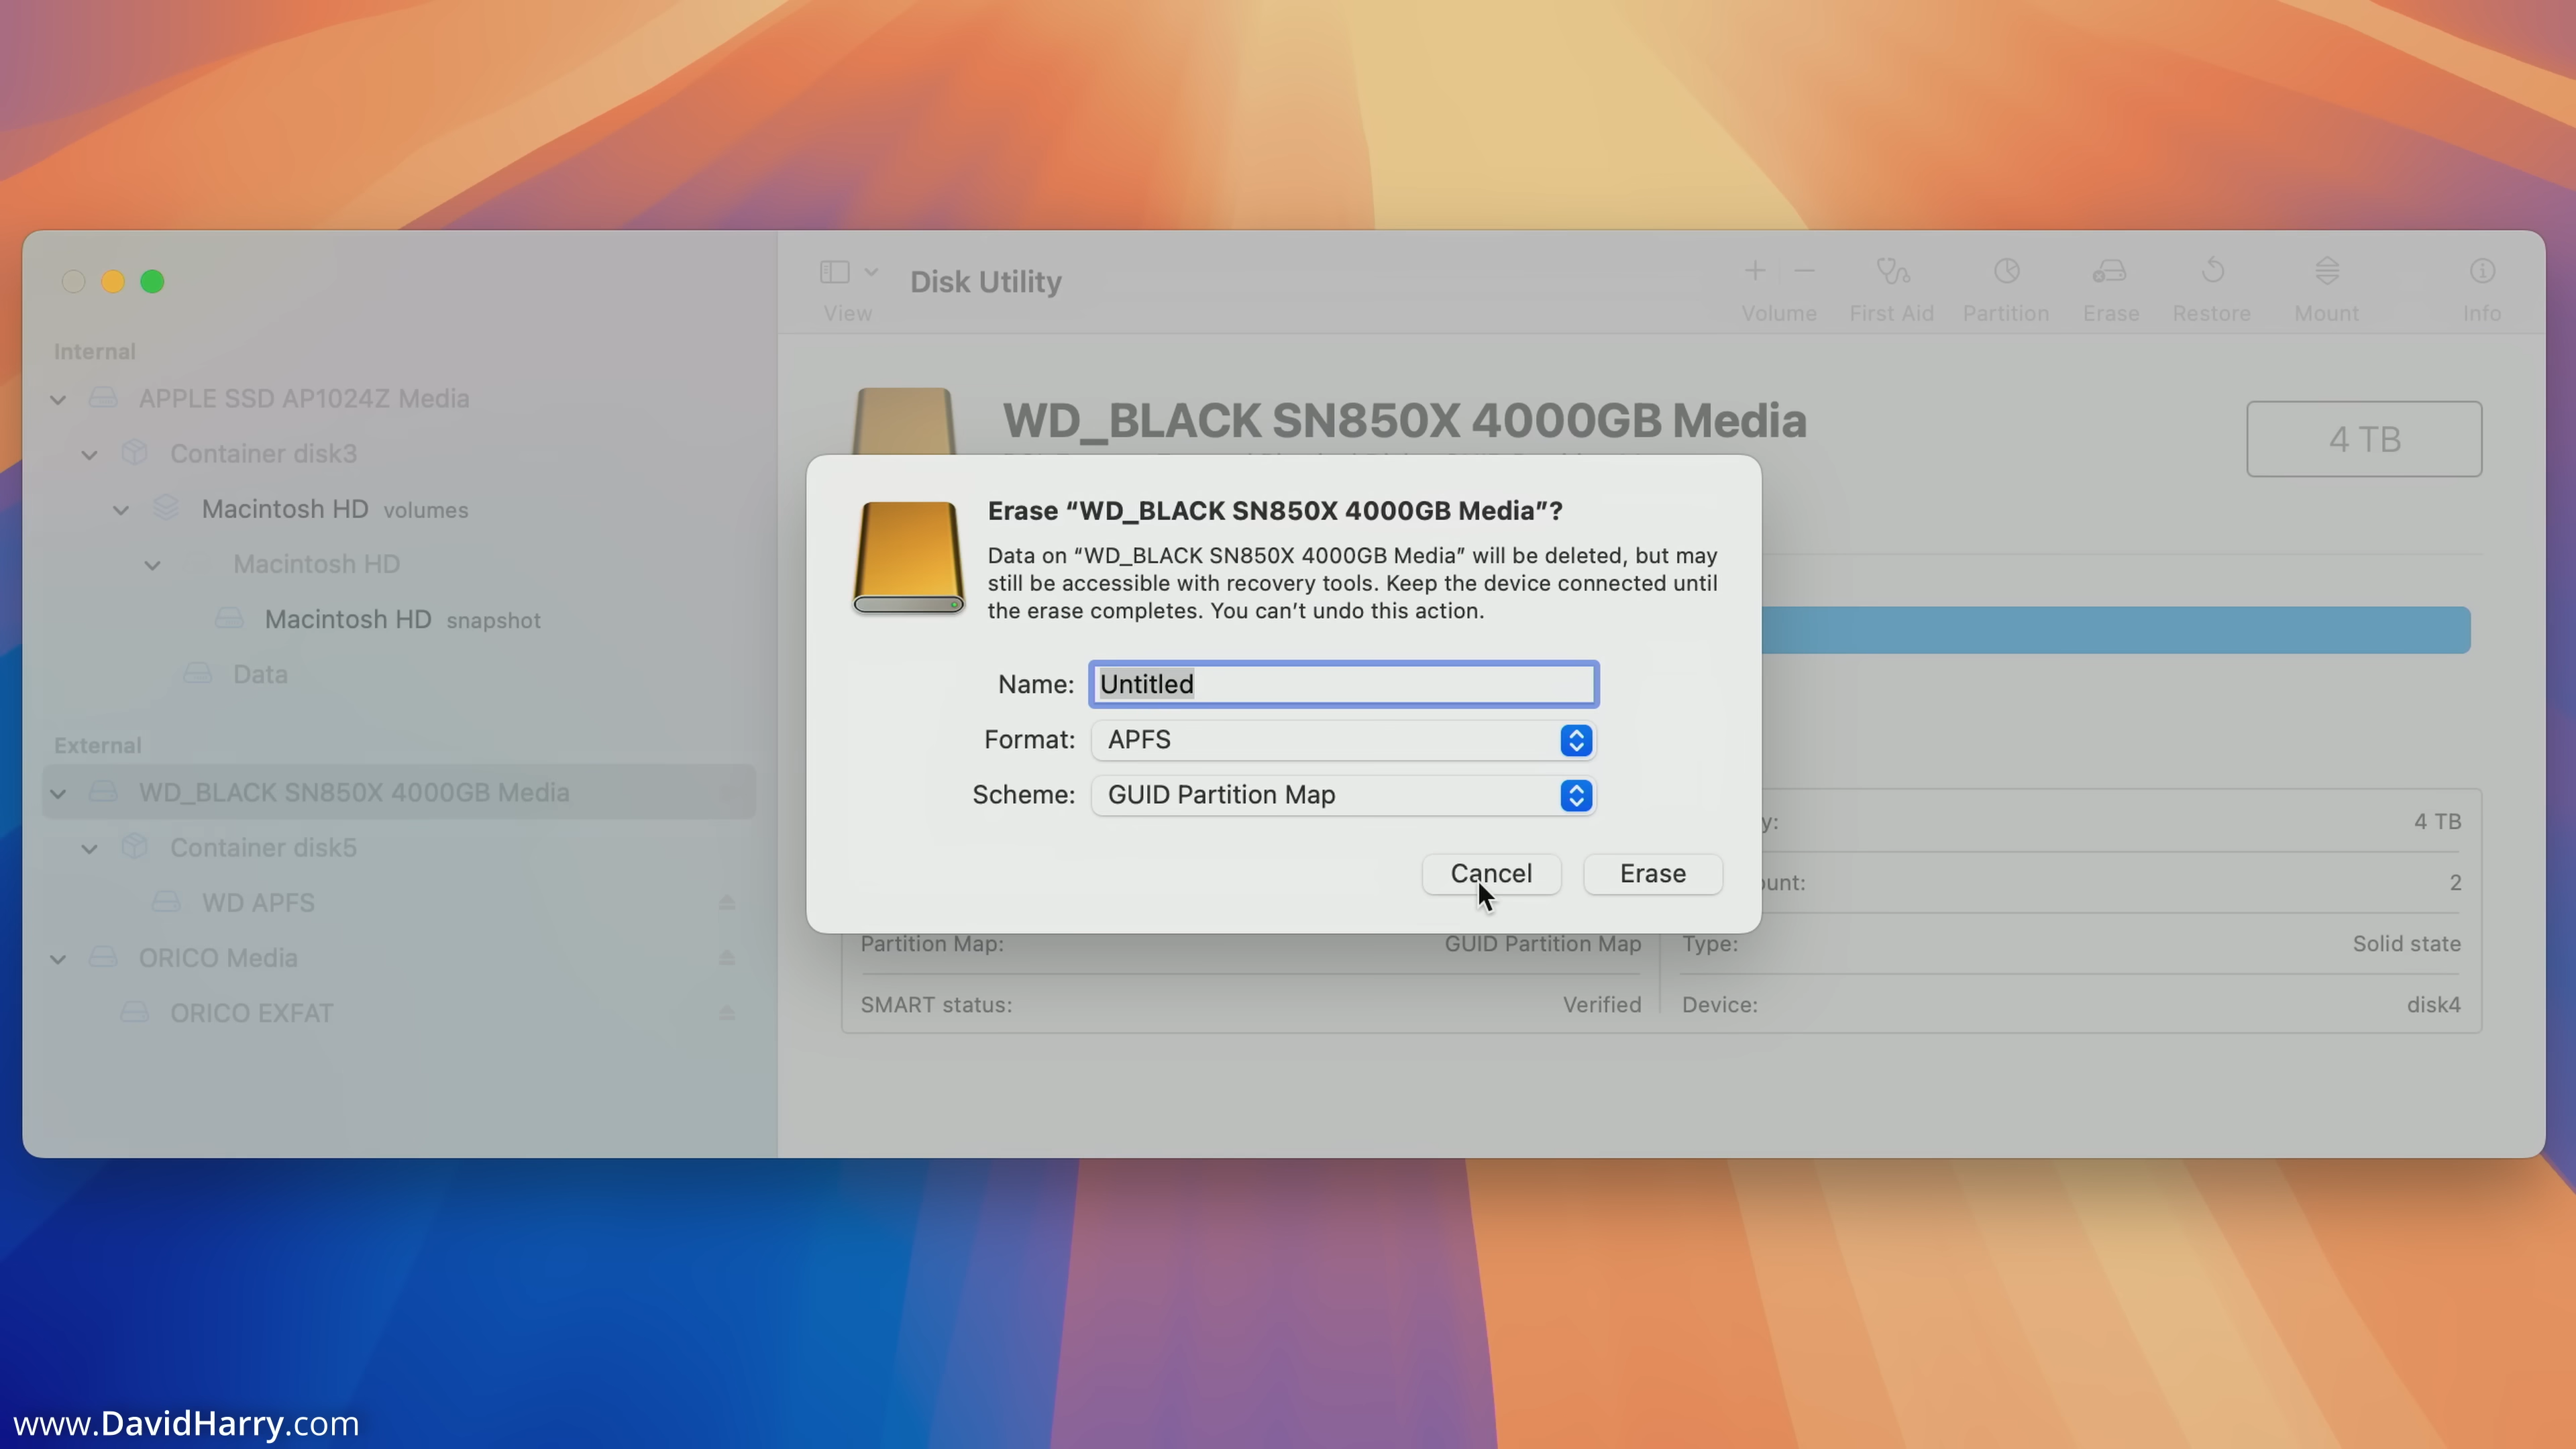 Disk Utility
View
Volume
First Aid
Partition
Erase
Restore
Mount
Info
Internal
APPLE SSD AP1024Z Media
Container disk3
Macintosh HD volumes
Macintosh HD
Macintosh HD snapshot
Data
External
WD_BLACK SN850X 4000GB Media
Container disk5
WD APFS
ORICO Media
ORICO EXFAT
WD_BLACK SN850X 4000GB Media
4 TB
Erase “WD_BLACK SN850X 4000GB Media”?
Data on “WD_BLACK SN850X 4000GB Media” will be deleted, but may
still be accessible with recovery tools. Keep the device connected until
the erase completes. You can’t undo this action.
Name: Untitled
Format: APFS
Scheme: GUID Partition Map
Cancel Erase
4 TB
2
Partition Map: GUID Partition Map
Type: Solid state
SMART status: Verified
Device: disk4
www.DavidHarry.com